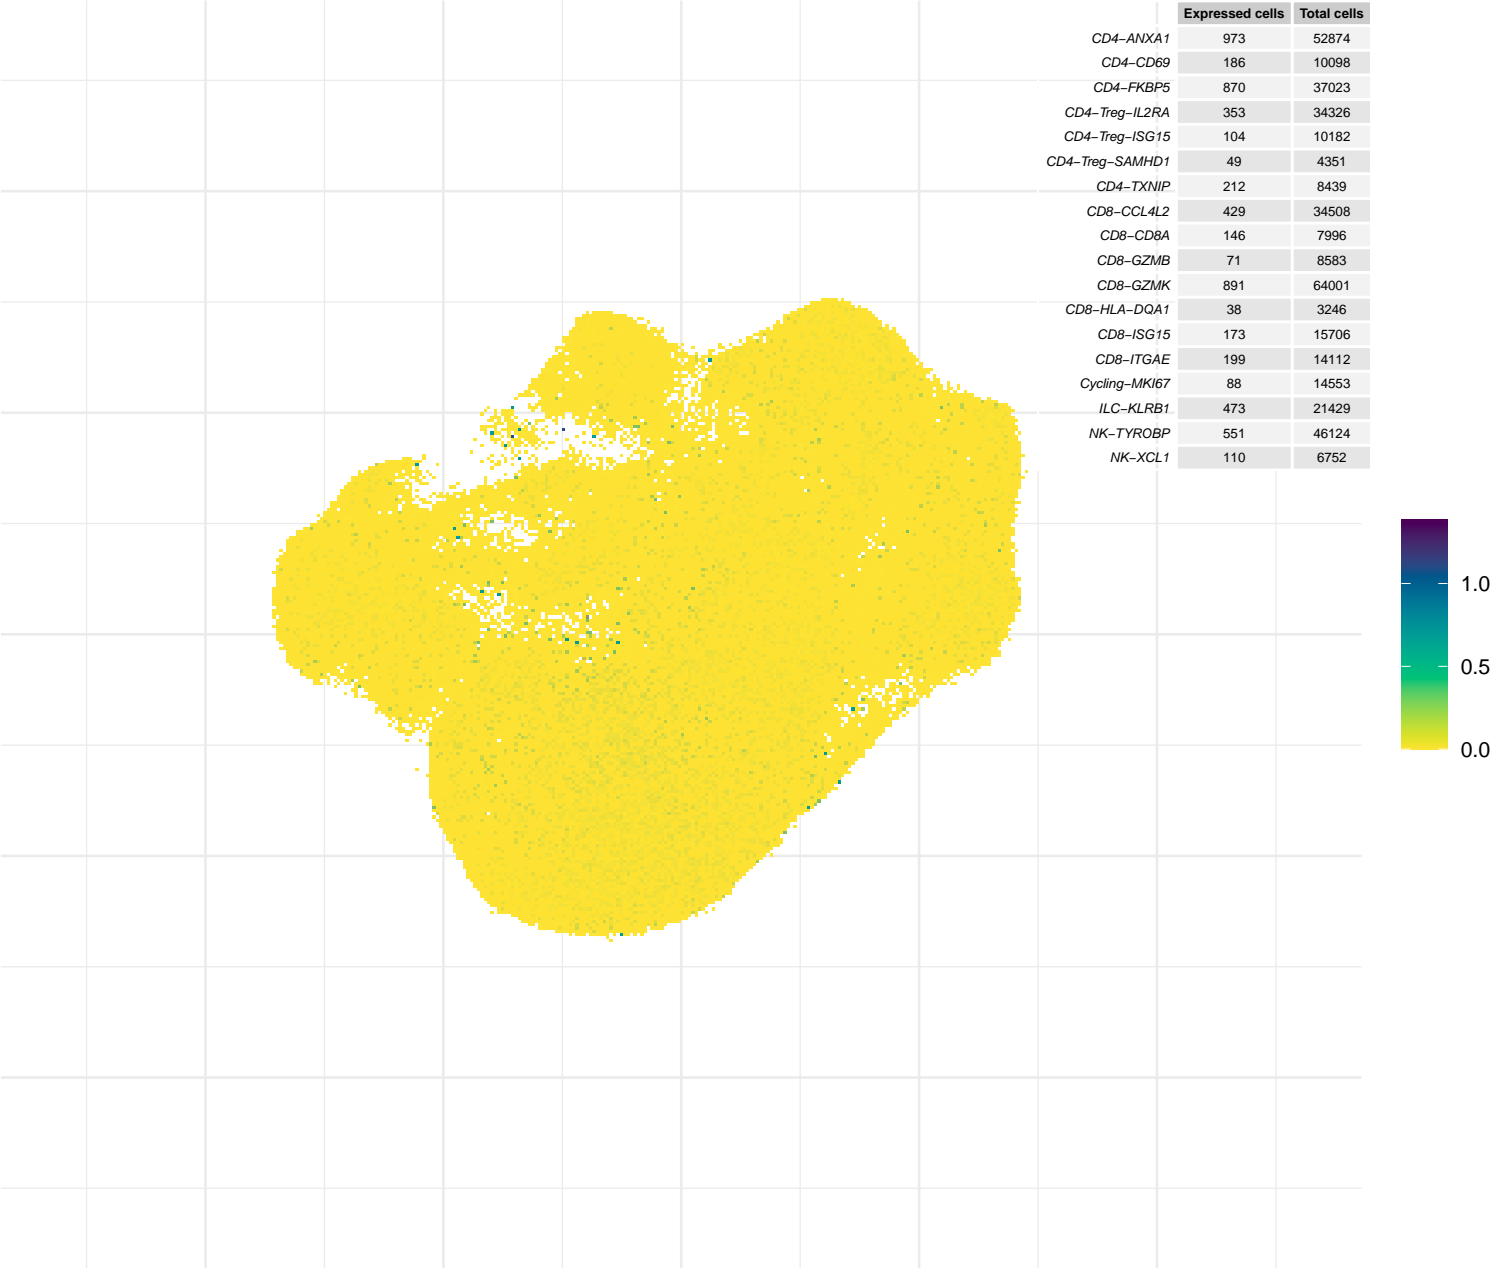 Expressed cells Total cells
CD4−ANXA1 973 52874
CD4−CD69 186 10098
CD4−FKBP5 870 37023
CD4−Treg−IL2RA 353 34326
CD4−Treg−ISG15 104 10182
CD4−Treg−SAMHD1 49 4351
CD4−TXNIP 212 8439
CD8−CCL4L2 429 34508
CD8−CD8A 146 7996
CD8−GZMB 71 8583
CD8−GZMK 891 64001
CD8−HLA−DQA1 38 3246
CD8−ISG15 173 15706
CD8−ITGAE 199 14112
Cycling−MKI67 88 14553
ILC−KLRB1 473 21429
NK−TYROBP 551 46124
NK−XCL1 110 6752
1.0
0.5
0.0